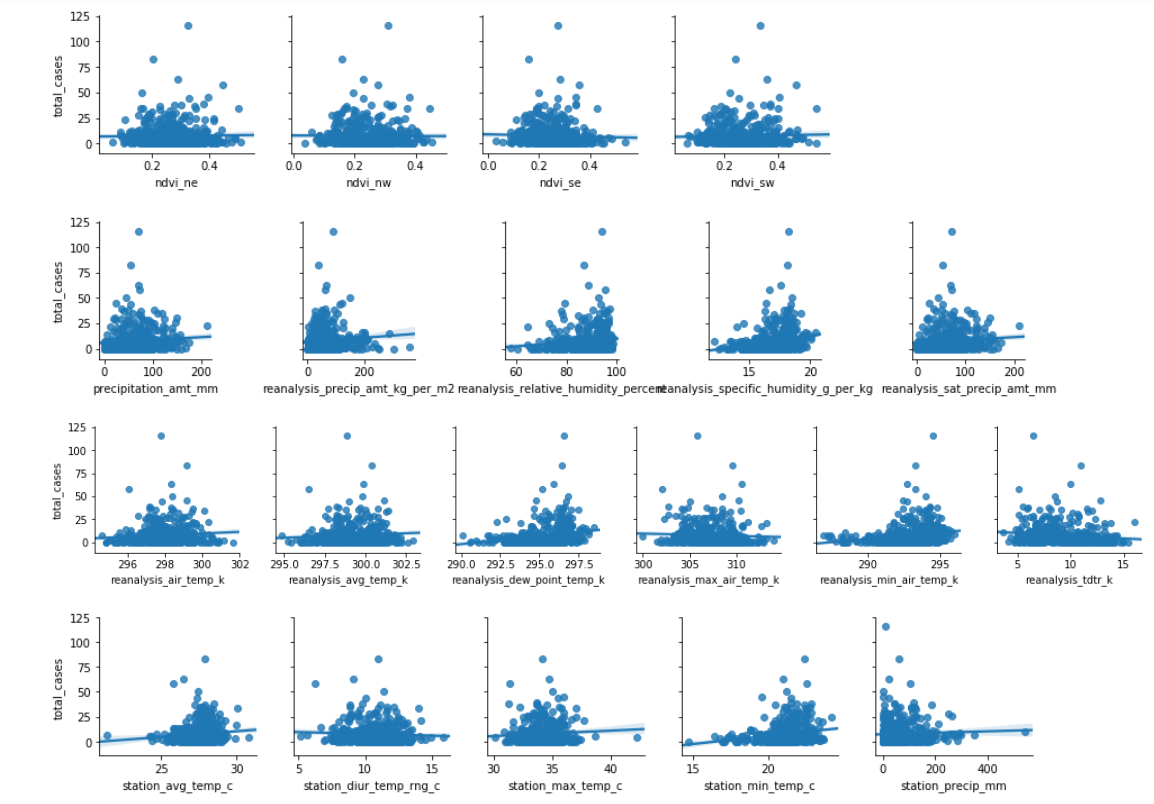 125
100
75
50
25
0
total_cases
0.2 0.4
0.0 0.2 0.4
0.0 0.2 0.4
0.2 0.4
ndvi_ne ndvi_nw ndvi_se ndvi_sw
125
100
75
50
25
0
total_cases
0 100 200
0 200
60 80 100
15 20
0 100 200
precipitation_amt_mm reanalysis_precip_amt_kg_per_m2 reanalysis_relative_humidity_percent reanalysis_specific_humidity_g_per_kg reanalysis_sat_precip_amt_mm
125
100
75
50
25
0
total_cases
296 298 300 302
295.0 297.5 300.0 302.5
290.0 292.5 295.0 297.5
300 305 310
290 295
5 10 15
reanalysis_air_temp_k reanalysis_avg_temp_k reanalysis_dew_point_temp_k reanalysis_max_air_temp_k reanalysis_min_air_temp_k reanalysis_tdtr_k
125
100
75
50
25
0
total_cases
25 30
5 10 15
30 35 40
15 20
0 200 400
station_avg_temp_c station_diur_temp_rng_c station_max_temp_c station_min_temp_c station_precip_mm